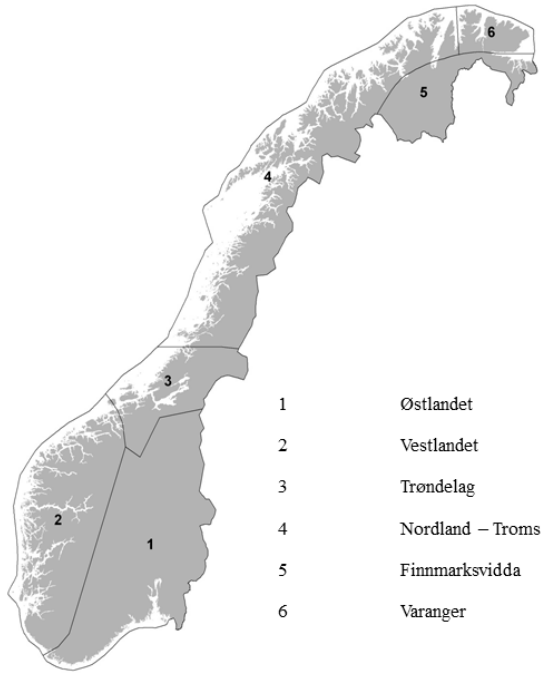 6
5
4
3
2
1
1 Østlandet
2 Vestlandet
3 Trøndelag
4 Nordland – Troms
5 Finnmarksvidda
6 Varanger